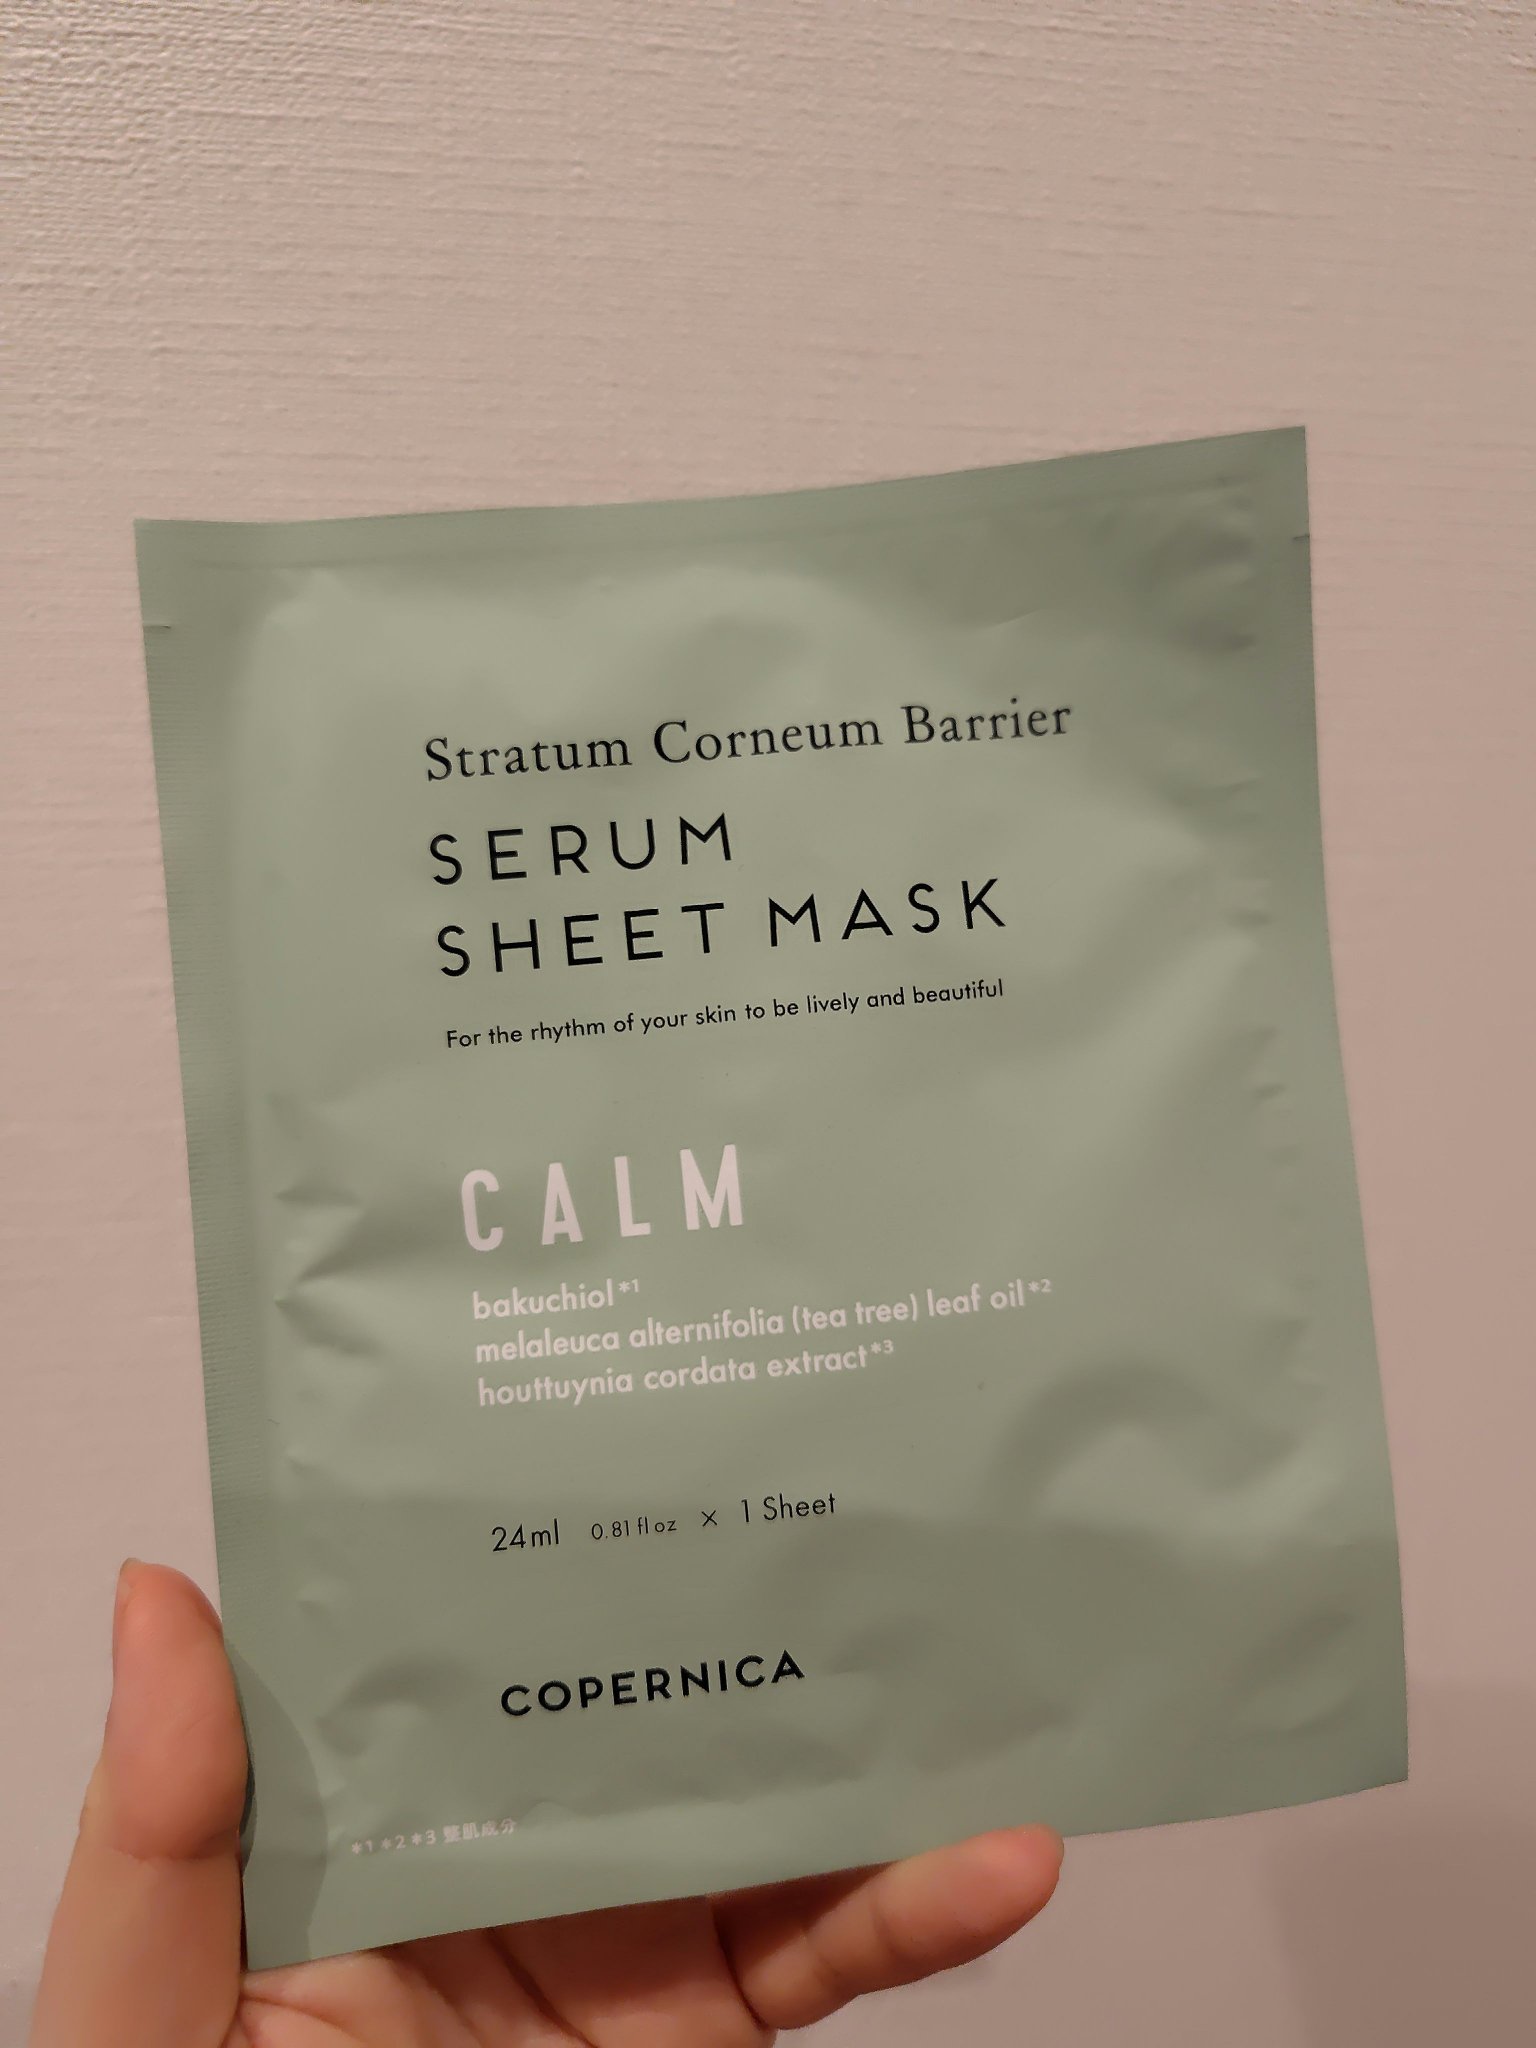 Stratum Corneum Barrier
SERUM
SHEET MASK
For the rhythm of your skin to be lively and beautiful
CALM
bakuchiol*1
melaleuca alternifolia (tea tree) leaf oil*2
houttuynia cordata extract*3
24ml 0.81 fl oz × 1 Sheet
COPERNICA
*1 *2 *3 整肌成分